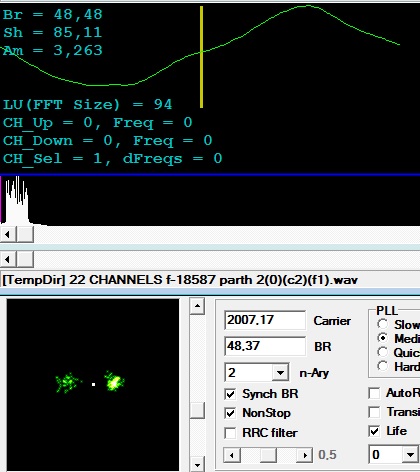 Br = 48,48
Sh = 85,11
Am = 3,263
LU(FFT Size) = 94
CH_Up = 0, Freq = 0
CH_Down = 0, Freq = 0
CH_Sel = 1, dFreqs = 0
[TempDir] 22 CHANNELS f-18587 parth 2(0)(c2)(f1).wav
2007,17 Carrier
48,37 BR
2 n-Ary
Synch BR
NonStop
RRC filter
0,5
PLL
Slow
Medi
Quic
Hard
AutoR
Transi
Life
0